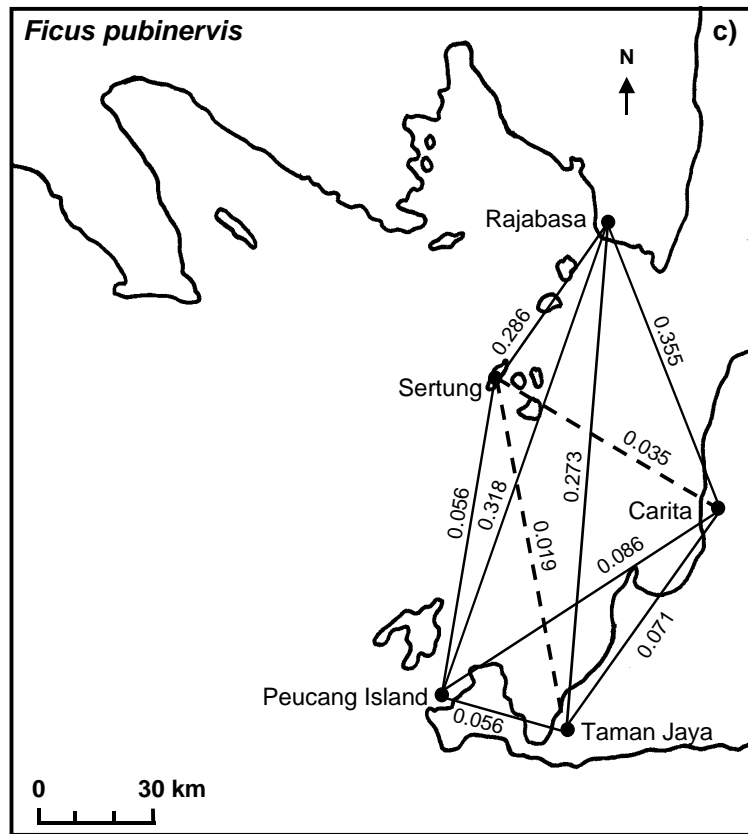 Ficus pubinervis
c)
N
Rajabasa
0.286
0.355
Sertung
0.035
0.056
0.318
0.273
0.019
Carita
0.086
0.071
Peucang Island
0.056
Taman Jaya
0 30 km